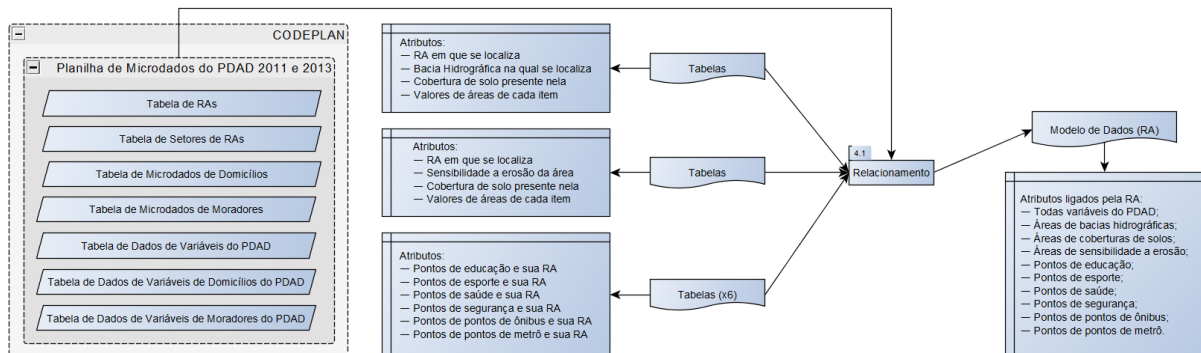 CODEPLAN
Planilha de Microdados do PDAD 2011 e 2013
Tabela de RAs
Tabela de Setores de RAs
Tabela de Microdados de Domicílios
Tabela de Microdados de Moradores
Tabela de Dados de Variáveis do PDAD
Tabela de Dados de Variáveis de Domicílios do PDAD
Tabela de Dados de Variáveis de Moradores do PDAD
Atributos:
— RA em que se localiza
— Bacia Hidrográfica na qual se localiza
— Cobertura de solo presente nela
— Valores de áreas de cada item
Tabelas
Atributos:
— RA em que se localiza
— Sensibilidade a erosão da área
— Cobertura de solo presente nela
— Valores de áreas de cada item
Tabelas
Atributos:
— Pontos de educação e sua RA
— Pontos de esporte e sua RA
— Pontos de saúde e sua RA
— Pontos de segurança e sua RA
— Pontos de pontos de ônibus e sua RA
— Pontos de pontos de metrô e sua RA
Tabelas (x6)
4.1
Relacionamento
Modelo de Dados (RA)
Atributos ligados pela RA:
— Todas variáveis do PDAD;
— Áreas de bacias hidrográficas;
— Áreas de coberturas de solos;
— Áreas de sensibilidade a erosão;
— Pontos de educação;
— Pontos de esporte;
— Pontos de saúde;
— Pontos de segurança;
— Pontos de pontos de ônibus;
— Pontos de pontos de metrô.